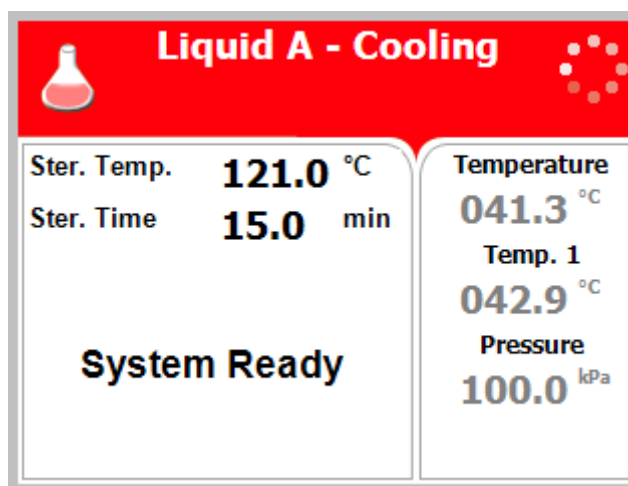 Liquid A - Cooling
Ster. Temp. 121.0 °C
Ster. Time 15.0 min
System Ready
Temperature
041.3 °C
Temp. 1
042.9 °C
Pressure
100.0 kPa